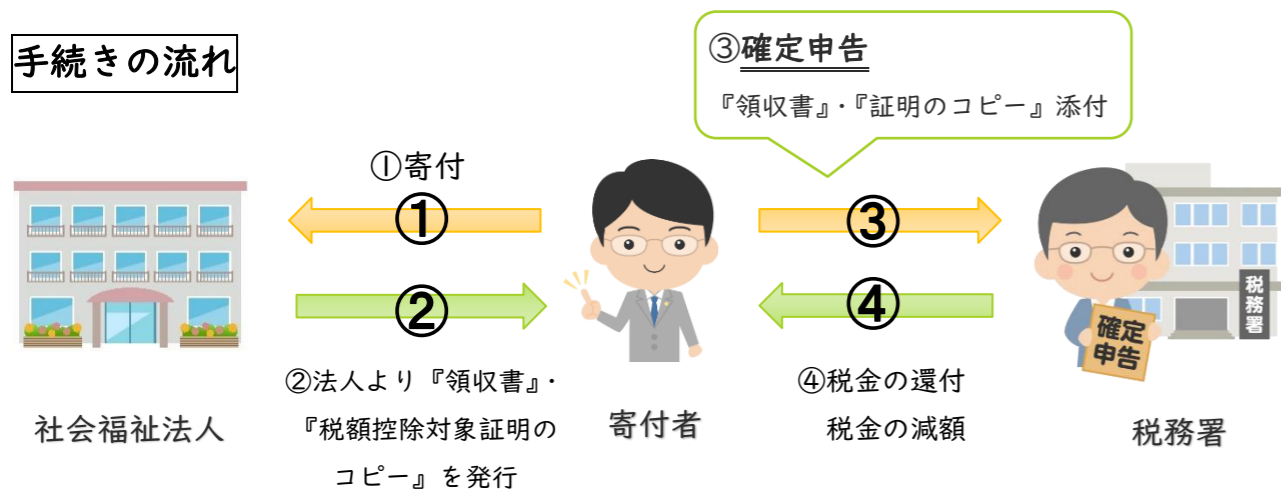 手続きの流れ
③確定申告
『領収書』・『証明のコピー』添付
①寄付
①
②
③
④
②法人より『領収書』・
『税額控除対象証明の
コピー』を発行
④税金の還付
税金の減額
社会福祉法人
寄付者
税務署
税務署
確定
申告